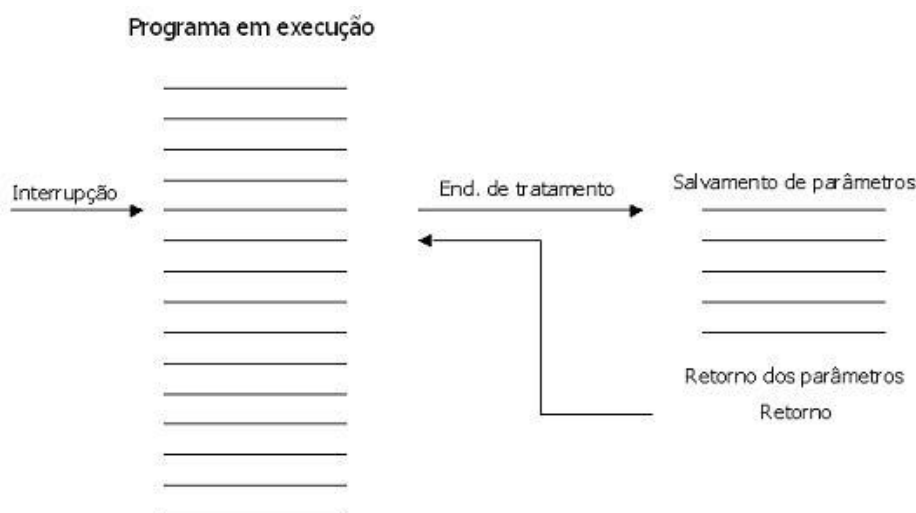 Programa em execução
Interrupção
End. de tratamento
Salvamento de parâmetros
Retorno dos parâmetros
Retorno